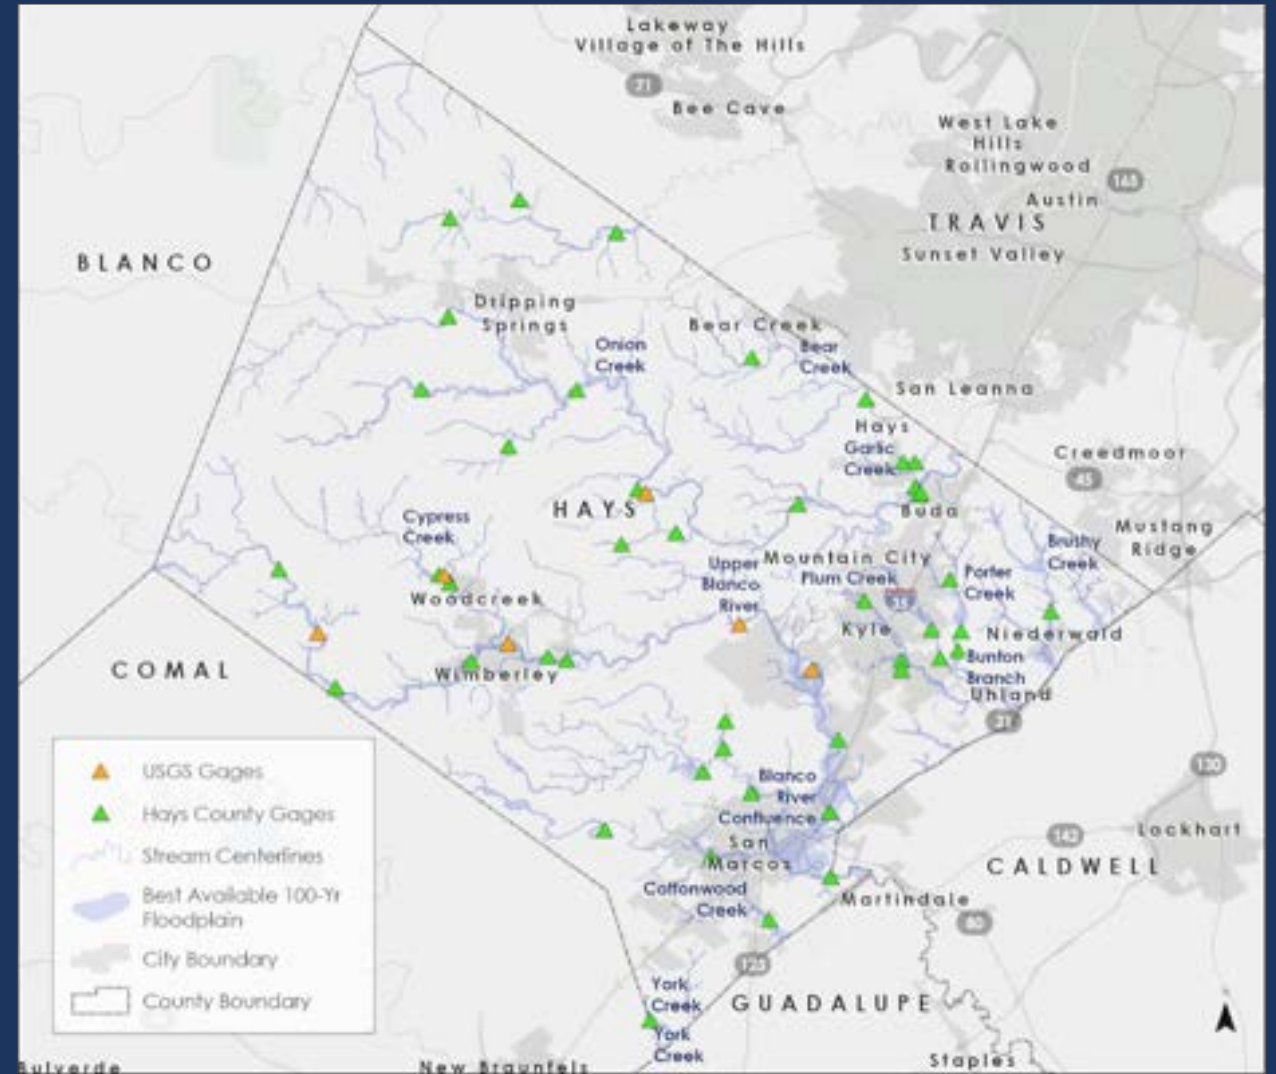 Lakeway
Village of The Hills
71
Bee Cave
West Lake
Hills
Rollingwood
Austin
TRAVIS
Sunset Valley
BLANCO
Dripping
Springs
Onion
Creek
Bear Creek
Bear
Creek
San Leanna
Hays
Garlic
Creek
Creedmoor
45
Buda
HAYS
Cypress
Creek
Mustang
Ridge
Brushy
Creek
Upper
Blanco
River
Mountain City
Plum Creek
35
Porter
Creek
Woodcreek
Kyle
Niederwald
Bunton
Branch
Uhland
21
COMAL
Wimberley
130
USGS Gages
Hays County Gages
Stream Centerlines
Best Available 100-Yr
Floodplain
City Boundary
County Boundary
Blanco
River
Confluence
San
Marcos
142
Lockhart
CALDWELL
Cottonwood
Creek
Martindale
80
123
York
Creek
GUADALUPE
York
Creek
Bulverde
New Braunfels
Staples